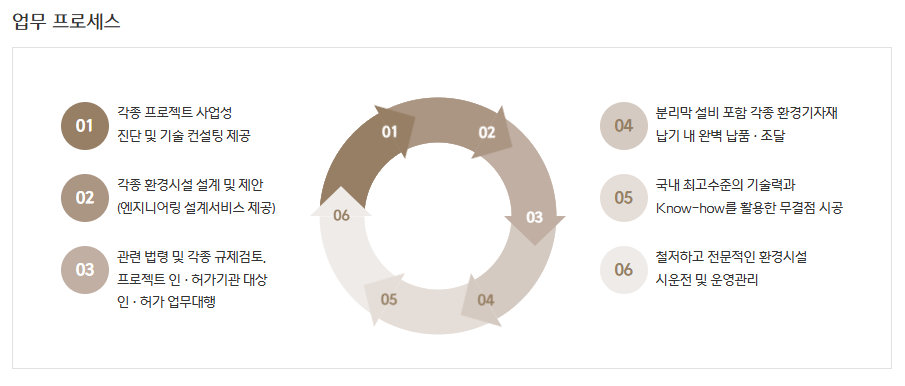 업무 프로세스
01
각종 프로젝트 사업성
진단 및 기술 컨설팅 제공
02
각종 환경시설 설계 및 제안
(엔지니어링 설계서비스 제공)
03
관련 법령 및 각종 규제검토,
프로젝트 인·허가기관 대상
인·허가 업무대행
01
02
03
04
05
06
04
분리막 설비 포함 각종 환경기자재
납기 내 완벽 납품·조달
05
국내 최고수준의 기술력과
Know-how를 활용한 무결점 시공
06
철저하고 전문적인 환경시설
시운전 및 운영관리